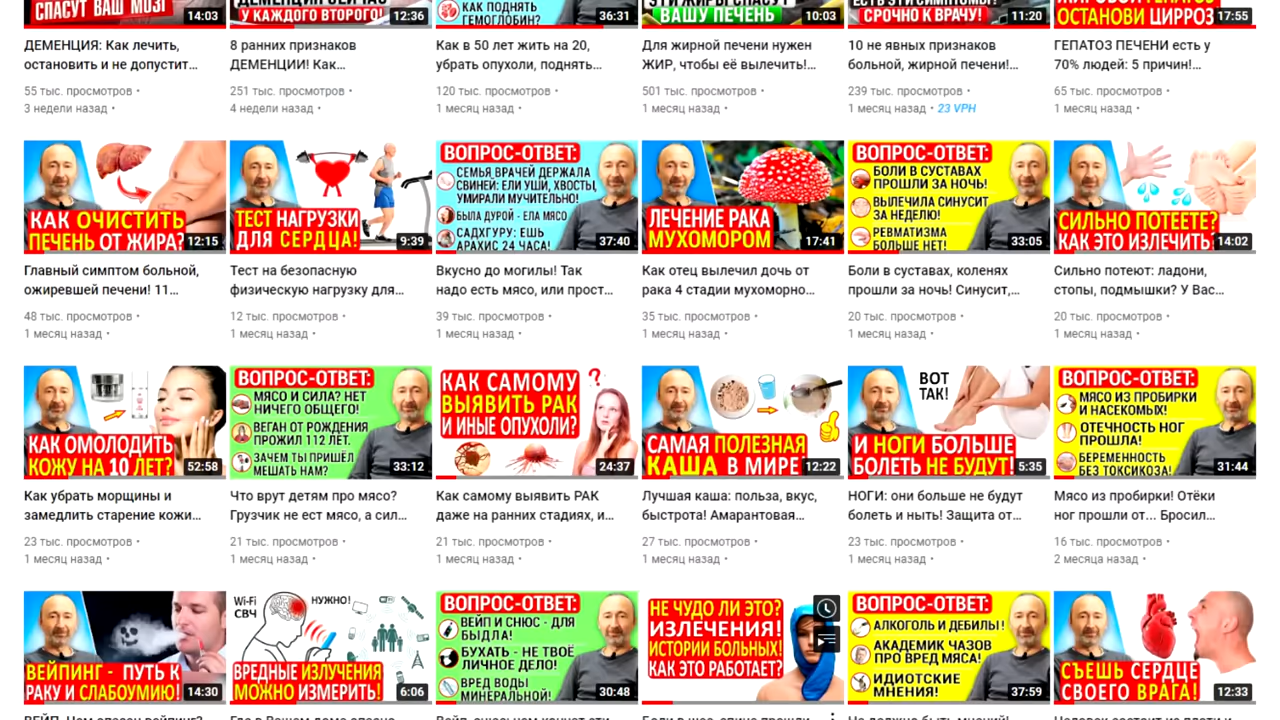 СПАСУТ ВАШ МОЗГ
14:03
У КАЖДОГО ВТОРОГО!
12:36
КАК ПОДНЯТЬ
ГЕМОГЛОБИН?
36:31
ЭТИ ЖИРЫ СПАСУТ
ВАШУ ПЕЧЕНЬ
10:03
ЕСТЬ ЭТИ СИМПТОМЫ?
СРОЧНО К ВРАЧУ!
11:20
ОСТАНОВИ ЦИРРОЗ
17:55
ДЕМЕНЦИЯ: Как лечить,
остановить и не допустит...
55 тыс. просмотров •
3 недели назад •
8 ранних признаков
ДЕМЕНЦИИ! Как...
251 тыс. просмотров •
4 недели назад •
Как в 50 лет жить на 20,
убрать опухоли, поднять...
120 тыс. просмотров •
1 месяц назад •
Для жирной печени нужен
ЖИР, чтобы её вылечить!...
501 тыс. просмотров •
1 месяц назад •
10 не явных признаков
больной, жирной печени!...
239 тыс. просмотров •
1 месяц назад • 23 VPH
ГЕПАТОЗ ПЕЧЕНИ есть у
70% людей: 5 причин!...
65 тыс. просмотров •
1 месяц назад •
КАК ОЧИСТИТЬ
ПЕЧЕНЬ ОТ ЖИРА?
12:15
ТЕСТ НАГРУЗКИ
ДЛЯ СЕРДЦА!
9:39
ВОПРОС-ОТВЕТ:
СЕМЬЯ ВРАЧЕЙ ДЕРЖАЛА
СВИНЕЙ: ЕЛИ УШИ, ХВОСТЫ,
УМИРАЛИ МУЧИТЕЛЬНО!
БЫЛА ДУРОЙ - ЕЛА МЯСО
САДХГУРУ: ЕШЬ
АРАХИС 24 ЧАСА!
37:40
ЛЕЧЕНИЕ РАКА
МУХОМОРОМ
17:41
ВОПРОС-ОТВЕТ:
БОЛИ В СУСТАВАХ
ПРОШЛИ ЗА НОЧЬ!
ВЫЛЕЧИЛА СИНУСИТ
ЗА НЕДЕЛЮ!
РЕВМАТИЗМА
БОЛЬШЕ НЕТ!
33:05
СИЛЬНО ПОТЕЕТЕ?
КАК ЭТО ИЗЛЕЧИТЬ
14:02
Главный симптом больной,
ожиревшей печени! 11...
48 тыс. просмотров •
1 месяц назад •
Тест на безопасную
физическую нагрузку для...
12 тыс. просмотров •
1 месяц назад •
Вкусно до могилы! Так
надо есть мясо, или прост...
39 тыс. просмотров •
1 месяц назад •
Как отец вылечил дочь от
рака 4 стадии мухоморно...
35 тыс. просмотров •
1 месяц назад •
Боли в суставах, коленях
прошли за ночь! Синусит,...
20 тыс. просмотров •
1 месяц назад •
Сильно потеют: ладони,
стопы, подмышки? У Вас...
20 тыс. просмотров •
1 месяц назад •
КАК ОМОЛОДИТЬ
КОЖУ НА 10 ЛЕТ?
52:58
ВОПРОС-ОТВЕТ:
МЯСО И СИЛА? НЕТ
НИЧЕГО ОБЩЕГО!
ВЕГАН ОТ РОЖДЕНИЯ
ПРОЖИЛ 112 ЛЕТ.
ЗАЧЕМ ТЫ ПРИШЁЛ
МЕШАТЬ НАМ?
33:12
КАК САМОМУ
ВЫЯВИТЬ РАК
И ИНЫЕ ОПУХОЛИ?
?
24:37
САМАЯ ПОЛЕЗНАЯ
КАША В МИРЕ
12:22
ВОТ
ТАК!
И НОГИ БОЛЬШЕ
БОЛЕТЬ НЕ БУДУТ!
5:35
ВОПРОС-ОТВЕТ:
МЯСО ИЗ ПРОБИРКИ
И НАСЕКОМЫХ!
ОТЕЧНОСТЬ НОГ
ПРОШЛА!
БЕРЕМЕННОСТЬ
БЕЗ ТОКСИКОЗА!
31:44
Как убрать морщины и
замедлить старение кожи...
23 тыс. просмотров •
1 месяц назад •
Что врут детям про мясо?
Грузчик не ест мясо, а сил...
21 тыс. просмотров •
1 месяц назад •
Как самому выявить РАК
даже на ранних стадиях, и...
21 тыс. просмотров •
1 месяц назад •
Лучшая каша: польза, вкус,
быстрота! Амарантовая...
27 тыс. просмотров •
1 месяц назад •
НОГИ: они больше не будут
болеть и ныть! Защита от...
23 тыс. просмотров •
1 месяц назад •
Мясо из пробирки! Отёки
ног прошли от... Бросил...
16 тыс. просмотров •
2 месяца назад •
ВЕЙПИНГ - ПУТЬ К
РАКУ И СЛАБОУМИЮ!
14:30
Wi-Fi
СВЧ
НУЖНО!
ВРЕДНЫЕ ИЗЛУЧЕНИЯ
МОЖНО ИЗМЕРИТЬ!
6:06
ВОПРОС-ОТВЕТ:
ВЕЙП И СНЮС - ДЛЯ
БЫДЛА!
БУХАТЬ - НЕ ТВОЁ
ЛИЧНОЕ ДЕЛО!
ВРЕД ВОДЫ
МИНЕРАЛЬНОЙ!
30:48
НЕ ЧУДО ЛИ ЭТО?
ИЗЛЕЧЕНИЯ!
ИСТОРИИ БОЛЬНЫХ!
КАК ЭТО РАБОТАЕТ?
ВОПРОС-ОТВЕТ:
АЛКОГОЛЬ И ДЕБИЛЫ!
АКАДЕМИК ЧАЗОВ
ПРО ВРЕД МЯСА!
ИДИОТСКИЕ
МНЕНИЯ!
37:59
СЪЕШЬ СЕРДЦЕ
СВОЕГО ВРАГА!
12:33